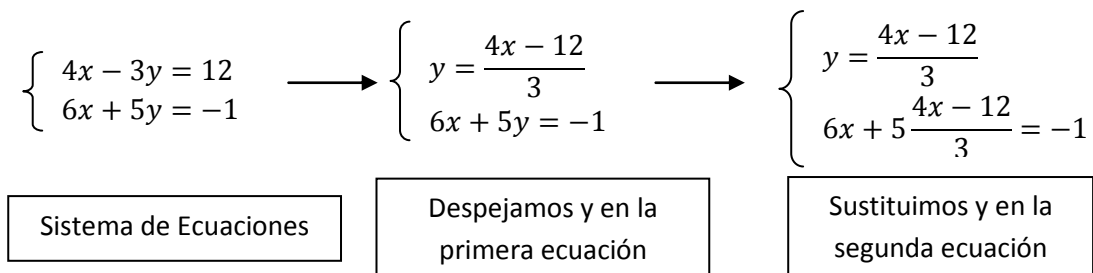 4x − 3y = 12
6x + 5y = −1
y = (4x − 12)/3
6x + 5y = −1
y = (4x − 12)/3
6x + 5 (4x − 12)/3 = −1
Sistema de Ecuaciones
Despejamos y en la
primera ecuación
Sustituimos y en la
segunda ecuación